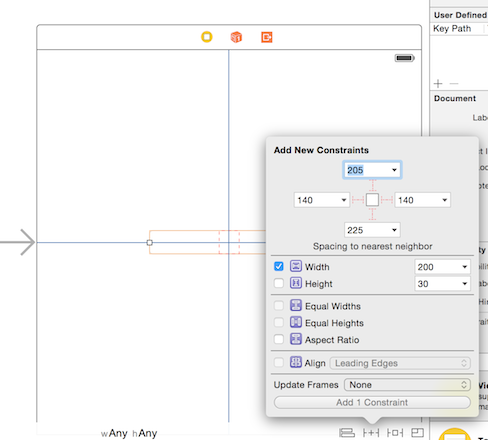 User Defined
Key Path
Document
Add New Constraints
205
140
140
225
Spacing to nearest neighbor
Width
200
Height
30
Equal Widths
Equal Heights
Aspect Ratio
Align
Leading Edges
Update Frames
None
Add 1 Constraint
wAny hAny